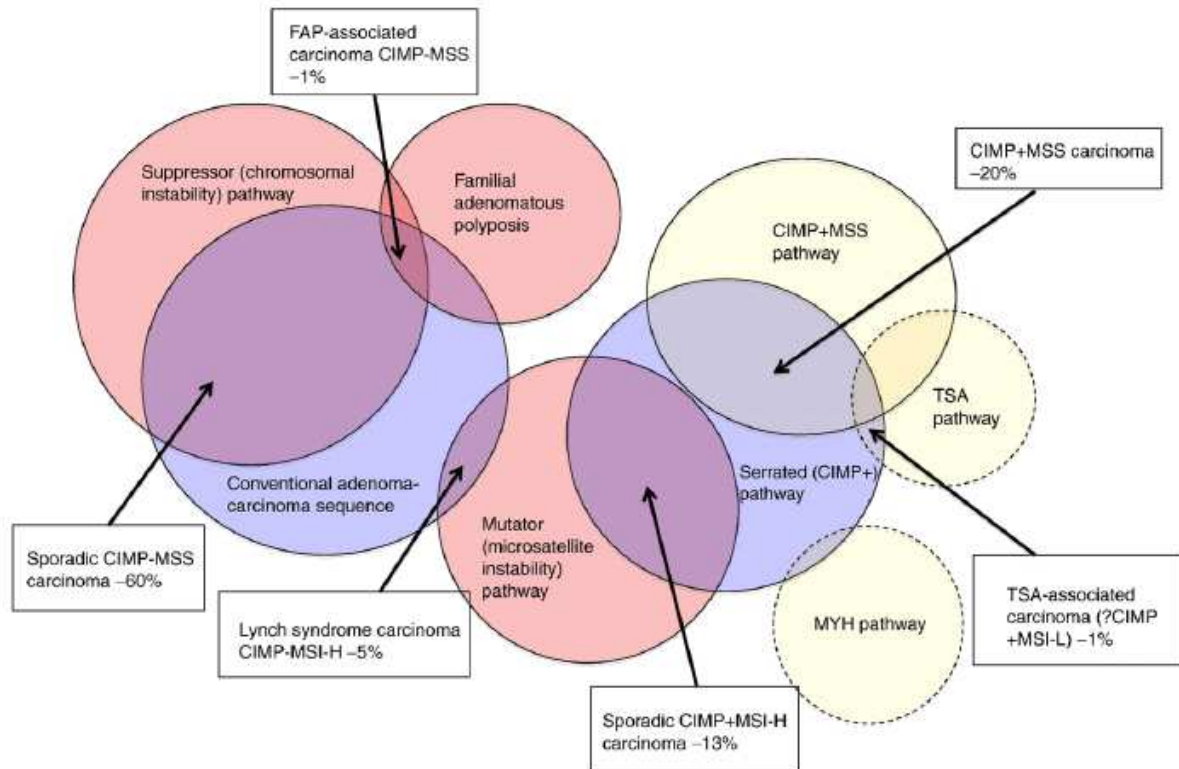 FAP-associated
carcinoma CIMP-MSS
–1%
Suppressor (chromosomal
instability) pathway
Familial
adenomatous
polyposis
CIMP+MSS carcinoma
–20%
CIMP+MSS
pathway
TSA
pathway
Conventional adenoma-
carcinoma sequence
Serrated (CIMP+)
pathway
Mutator
(microsatellite
instability)
pathway
Sporadic CIMP-MSS
carcinoma –60%
Lynch syndrome carcinoma
CIMP-MSI-H –5%
MYH pathway
TSA-associated
carcinoma (?CIMP
+MSI-L) –1%
Sporadic CIMP+MSI-H
carcinoma –13%